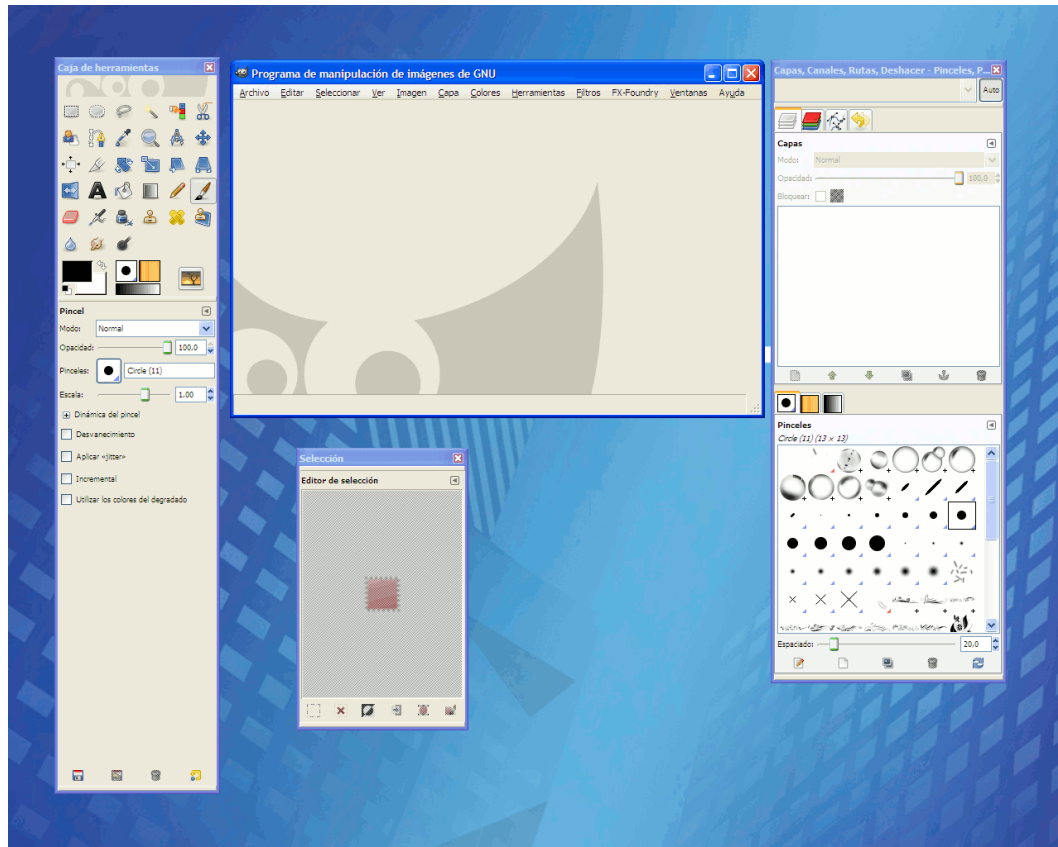 Caja de herramientas
Pincel
Modo: Normal
Opacidad: 100,0
Pinceles: Circle (11)
Escala: 1,00
Dinámica del pincel
Desvanecimiento
Aplicar «jitter»
Incremental
Utilizar los colores del degradado
Programa de manipulación de imágenes de GNU
Archivo Editar Seleccionar Ver Imagen Capa Colores Herramientas Filtros FX-Foundry Ventanas Ayuda
Selección
Editor de selección
Capas, Canales, Rutas, Deshacer - Pinceles, P...
Auto
Capas
Modo: Normal
Opacidad: 100,0
Bloquear:
Pinceles
Circle (11) (13 × 13)
Espaciado: 20,0